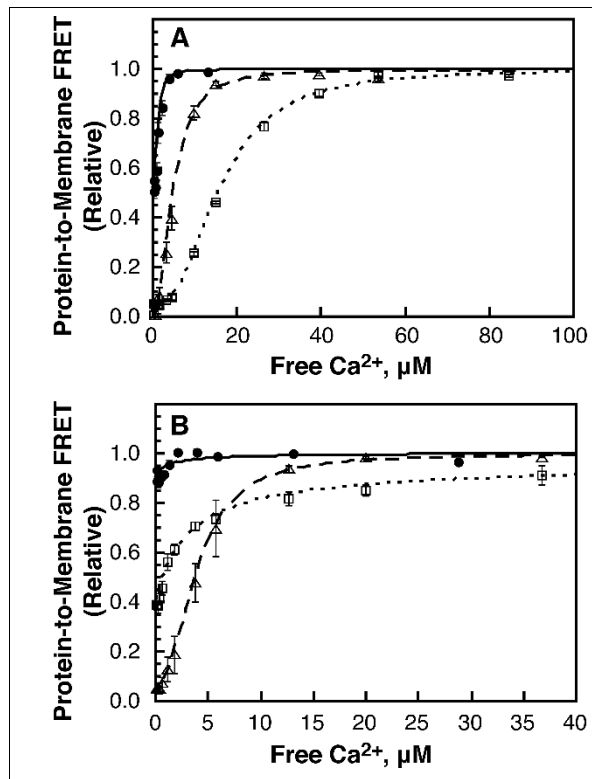 A
Protein-to-Membrane FRET
(Relative)
1.0
0.8
0.6
0.4
0.2
0.0
0 20 40 60 80 100
Free Ca²⁺, µM
B
Protein-to-Membrane FRET
(Relative)
1.0
0.8
0.6
0.4
0.2
0.0
0 5 10 15 20 25 30 35 40
Free Ca²⁺, µM